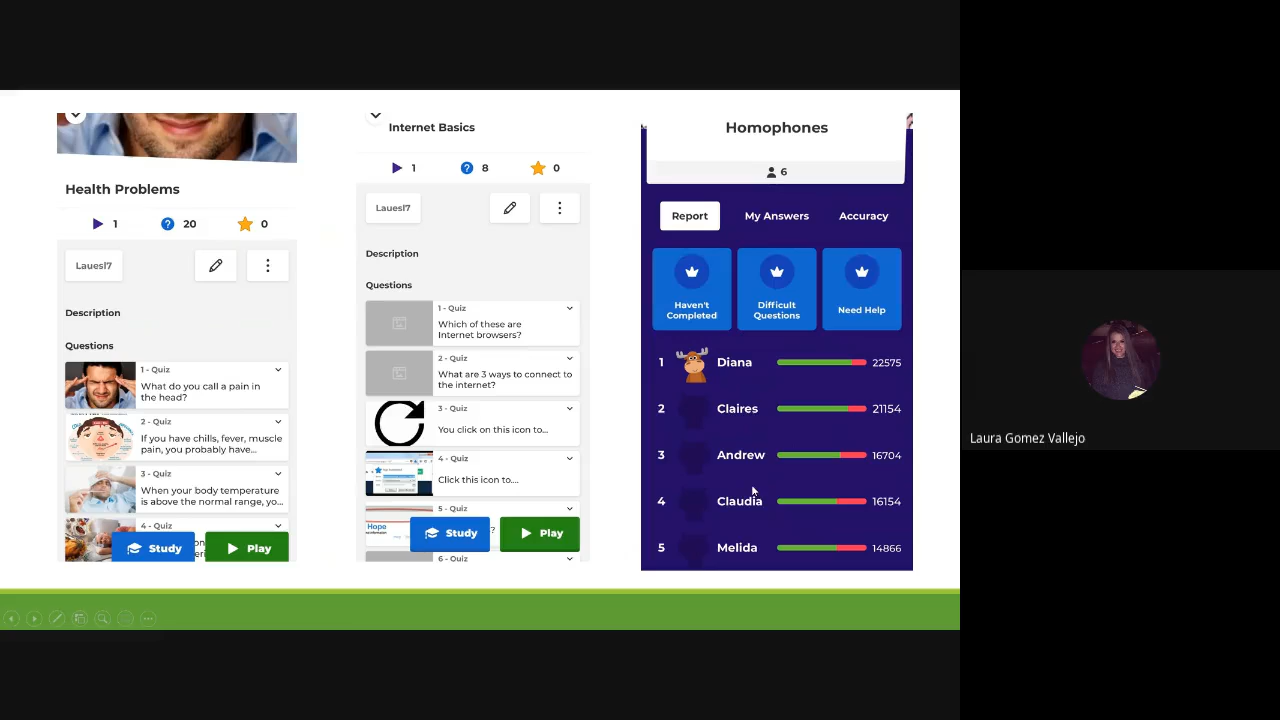 Health Problems
1
20
0
Lauesl7
Description
Questions
1 - Quiz
What do you call a pain in
the head?
2 - Quiz
If you have chills, fever, muscle
pain, you probably have...
3 - Quiz
When your body temperature
is above the normal range, yo...
4 - Quiz
Study
Play
Internet Basics
1
8
0
Lauesl7
Description
Questions
1 - Quiz
Which of these are
Internet browsers?
2 - Quiz
What are 3 ways to connect to
the internet?
3 - Quiz
You click on this icon to...
4 - Quiz
Click this icon to....
5 - Quiz
Hope
?
Study
Play
6 - Quiz
Homophones
6
Report
My Answers
Accuracy
Haven't
Completed
Difficult
Questions
Need Help
1 Diana 22575
2 Claires 21154
3 Andrew 16704
4 Claudia 16154
5 Melida 14866
Laura Gomez Vallejo